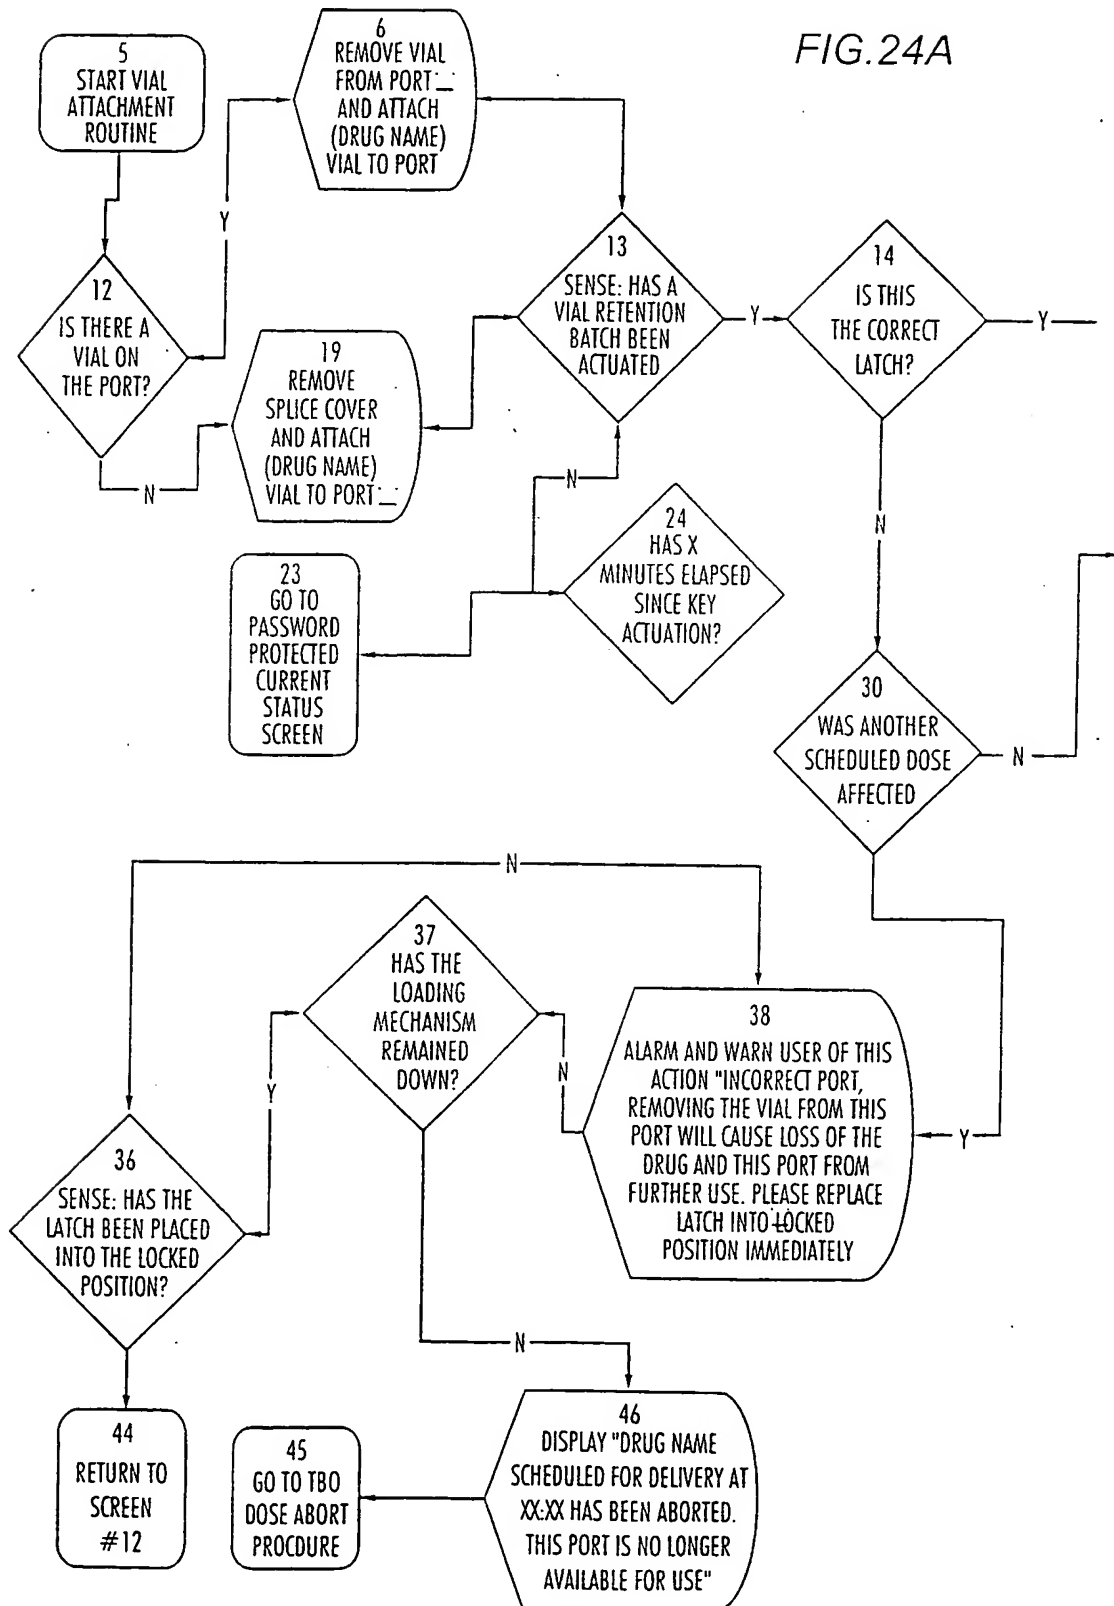 FIG.24A
5
START VIAL
ATTACHMENT
ROUTINE
6
REMOVE VIAL
FROM PORT:__
AND ATTACH
(DRUG NAME)
VIAL TO PORT
Y
12
IS THERE A
VIAL ON
THE PORT?
N
19
REMOVE
SPLICE COVER
AND ATTACH
(DRUG NAME)
VIAL TO PORT:__
13
SENSE: HAS A
VIAL RETENTION
BATCH BEEN
ACTUATED
Y
14
IS THIS
THE CORRECT
LATCH?
Y
N
N
24
HAS X
MINUTES ELAPSED
SINCE KEY
ACTUATION?
23
GO TO
PASSWORD
PROTECTED
CURRENT
STATUS
SCREEN
30
WAS ANOTHER
SCHEDULED DOSE
AFFECTED
N
N
37
HAS THE
LOADING
MECHANISM
REMAINED
DOWN?
Y
N
38
ALARM AND WARN USER OF THIS
ACTION "INCORRECT PORT,
REMOVING THE VIAL FROM THIS
PORT WILL CAUSE LOSS OF THE
DRUG AND THIS PORT FROM
FURTHER USE. PLEASE REPLACE
LATCH INTO LOCKED
POSITION IMMEDIATELY
Y
36
SENSE: HAS THE
LATCH BEEN PLACED
INTO THE LOCKED
POSITION?
N
44
RETURN TO
SCREEN
#12
45
GO TO TBO
DOSE ABORT
PROCDURE
46
DISPLAY "DRUG NAME
SCHEDULED FOR DELIVERY AT
XX:XX HAS BEEN ABORTED.
THIS PORT IS NO LONGER
AVAILABLE FOR USE"